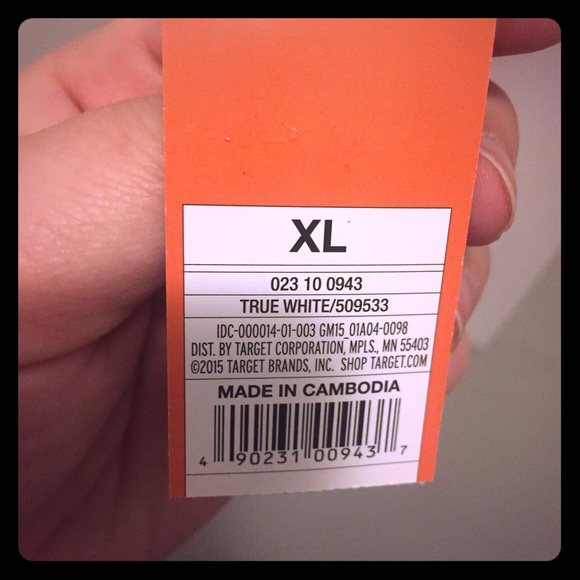 XL
023 10 0943
TRUE WHITE/509533
IDC-000014-01-003 GM15_01A04-0098
DIST. BY TARGET CORPORATION, MPLS., MN 55403
©2015 TARGET BRANDS, INC. SHOP TARGET.COM
MADE IN CAMBODIA
4 90231 00943 7